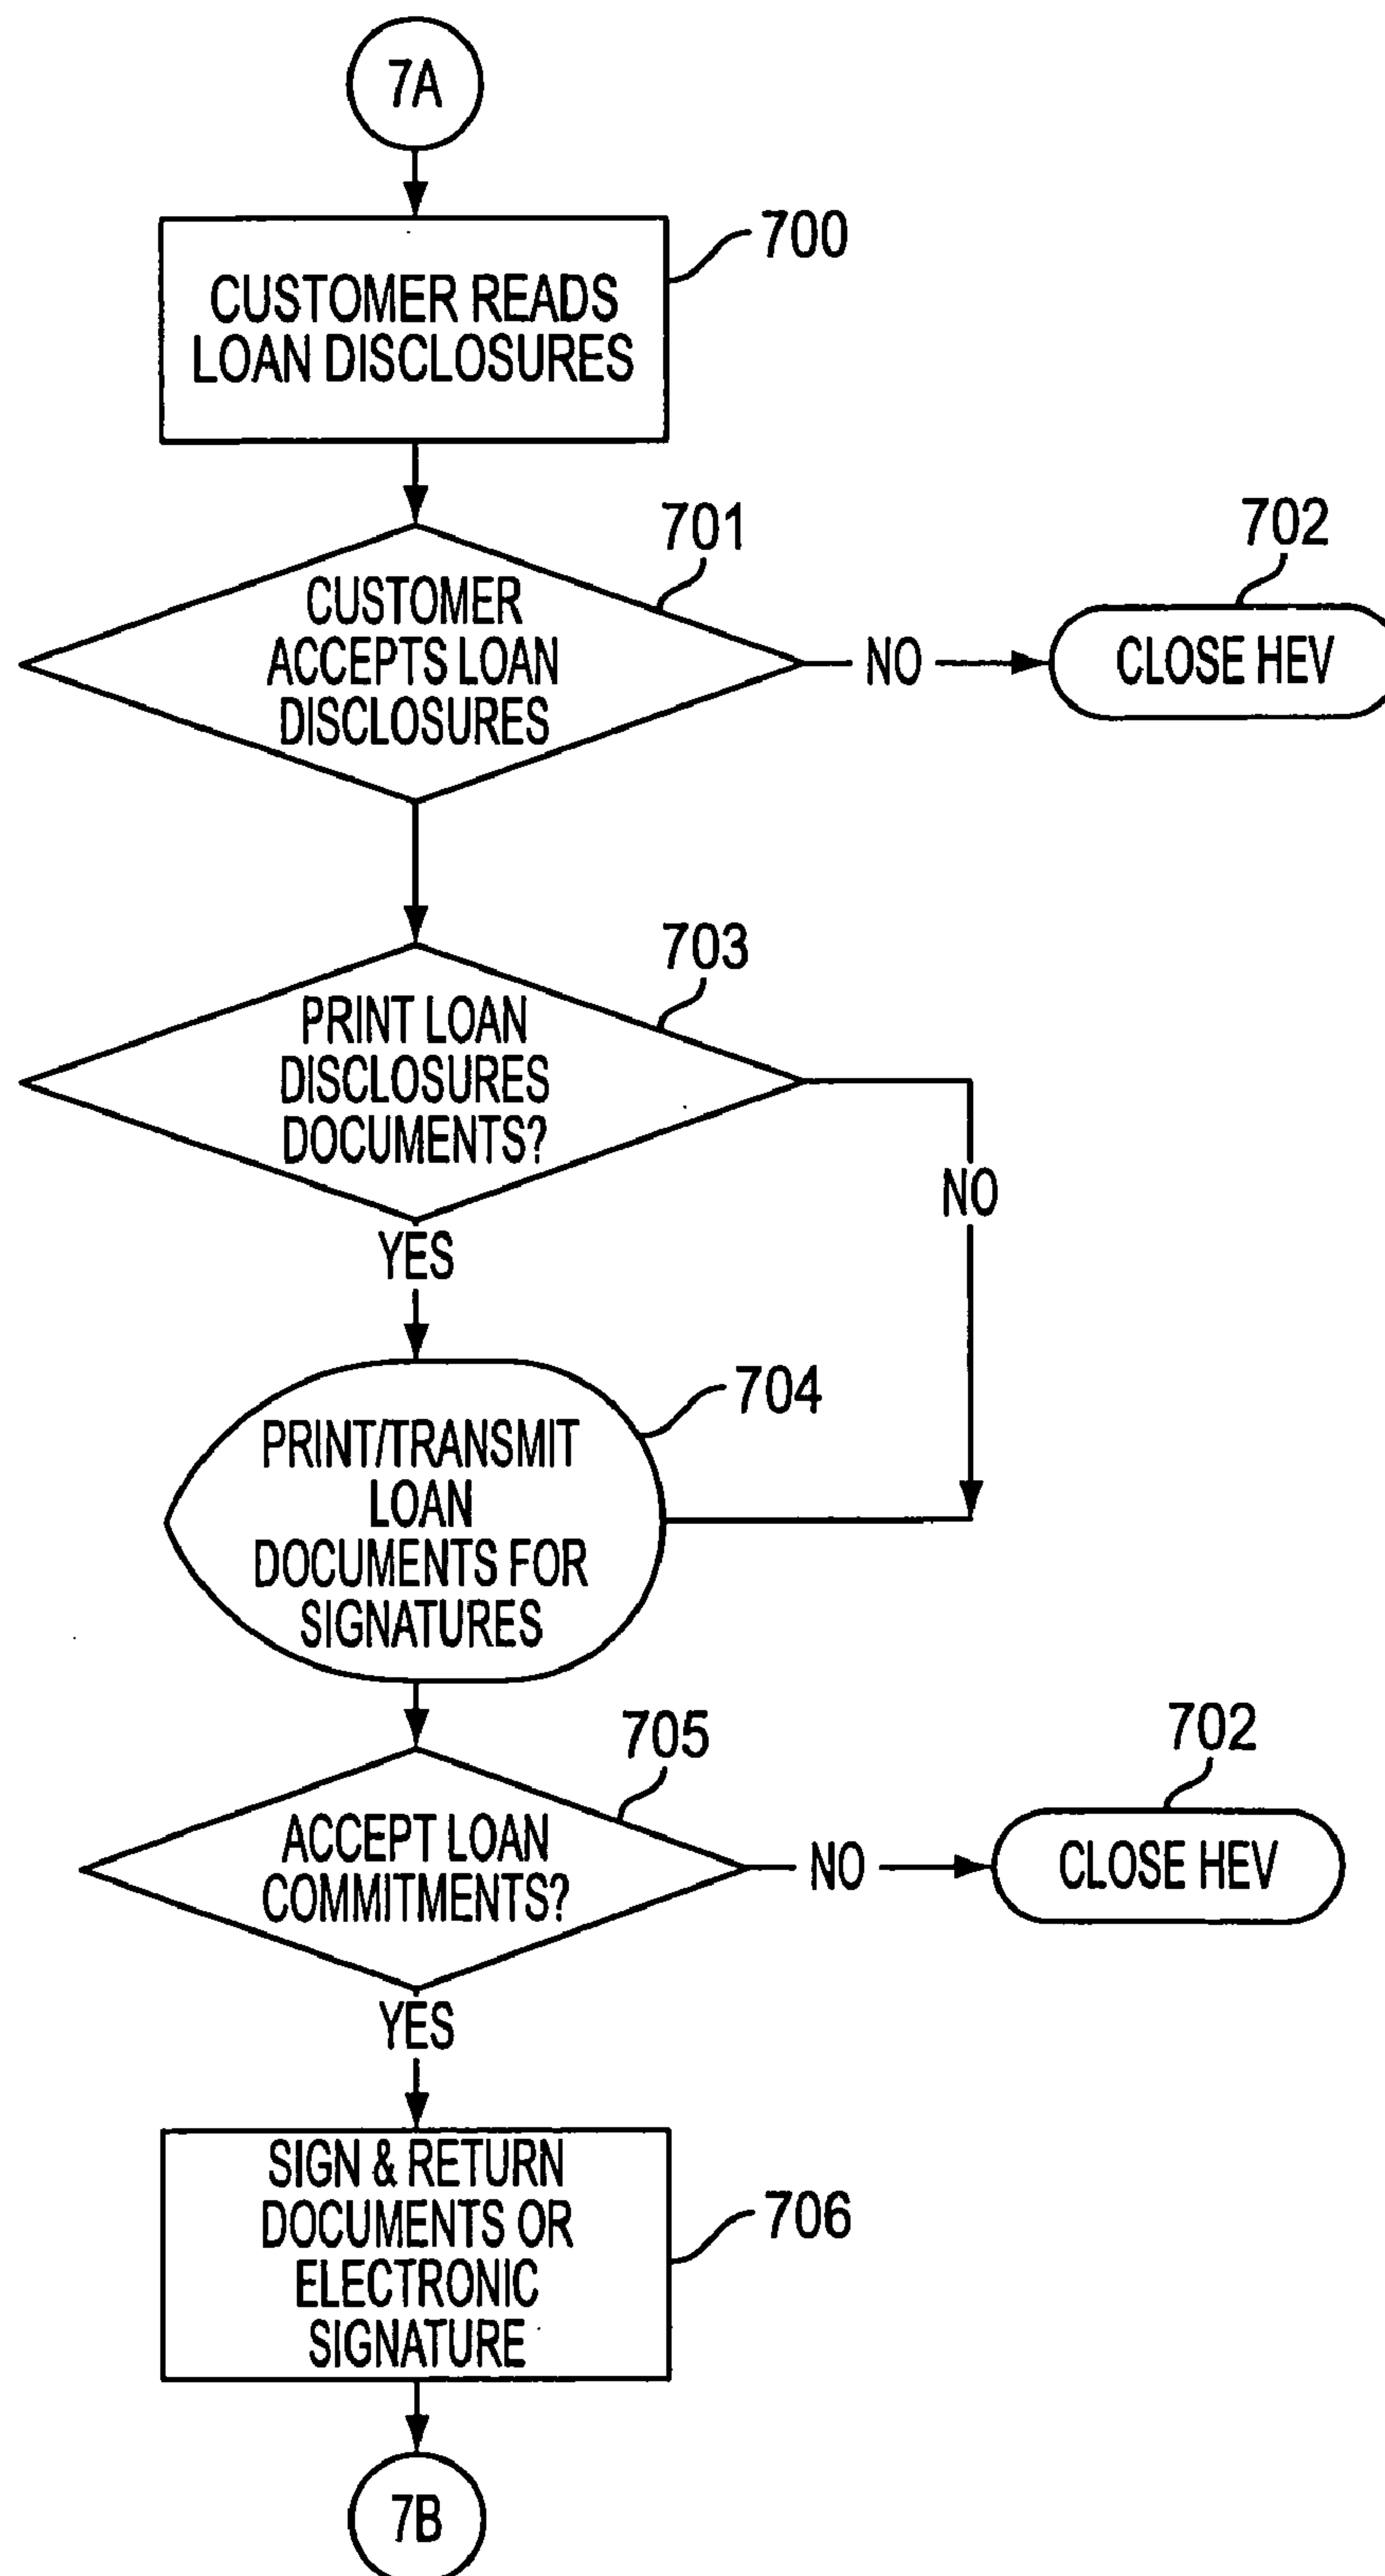 7A
700
CUSTOMER READS
LOAN DISCLOSURES
701
CUSTOMER
ACCEPTS LOAN
DISCLOSURES
NO
702
CLOSE HEV
703
PRINT LOAN
DISCLOSURES
DOCUMENTS?
NO
YES
704
PRINT/TRANSMIT
LOAN
DOCUMENTS FOR
SIGNATURES
705
ACCEPT LOAN
COMMITMENTS?
NO
702
CLOSE HEV
YES
706
SIGN & RETURN
DOCUMENTS OR
ELECTRONIC
SIGNATURE
7B